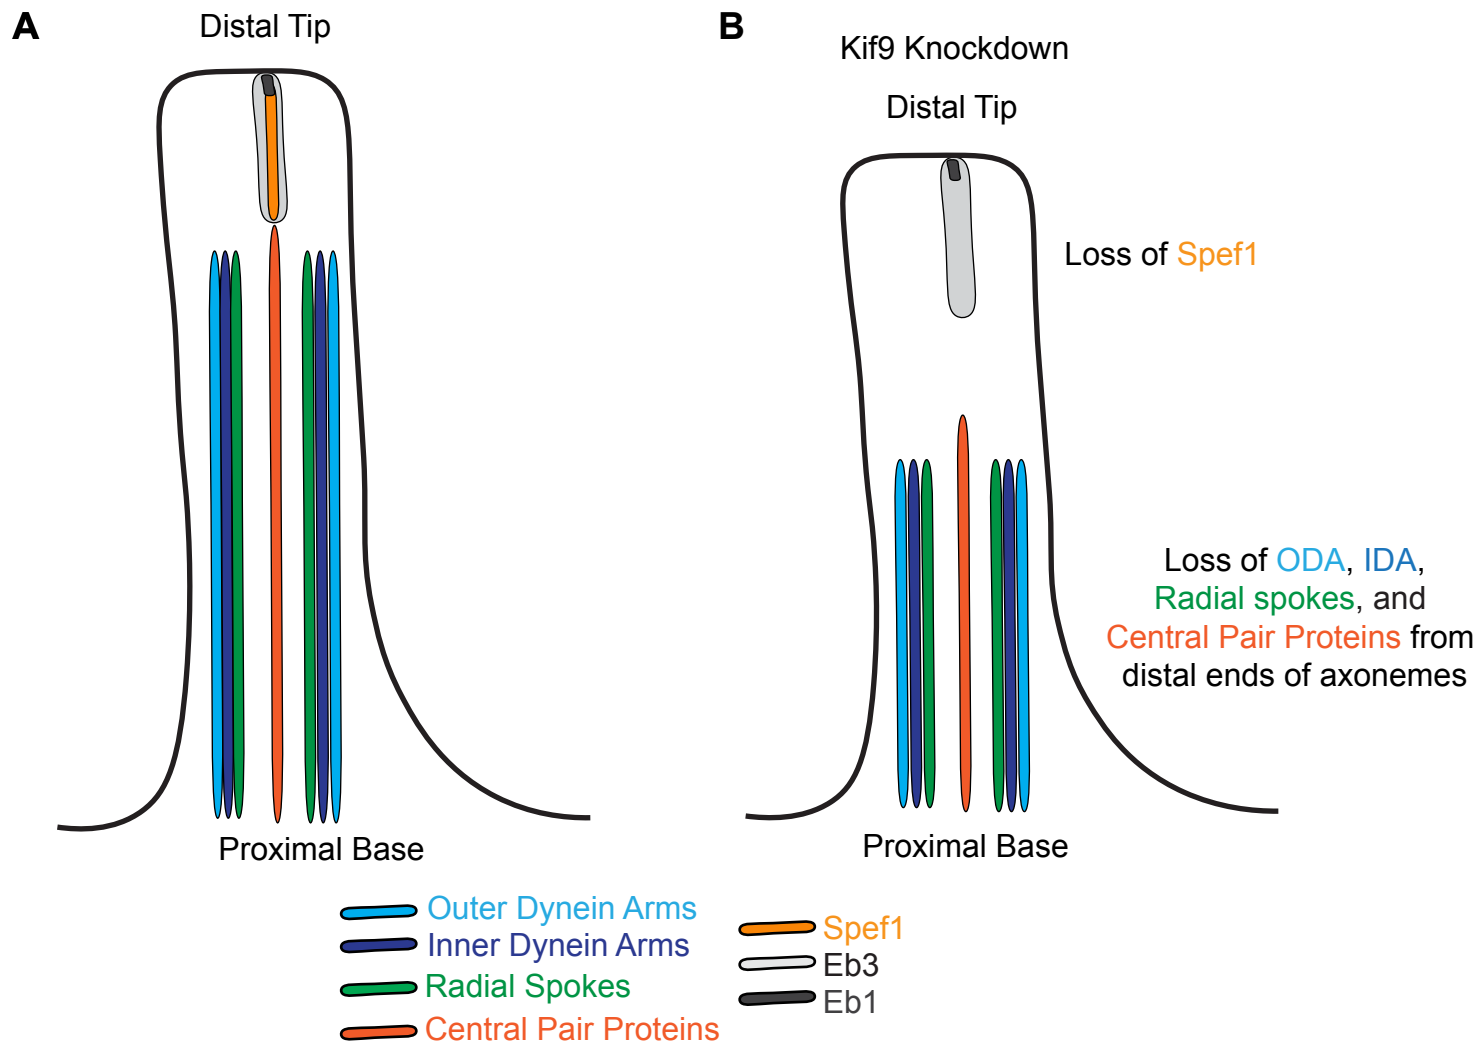 A
Distal Tip
B
Kif9 Knockdown
Distal Tip
Loss of Spef1
Loss of ODA, IDA,
Radial spokes, and
Central Pair Proteins from
distal ends of axonemes
Proximal Base
Proximal Base
Outer Dynein Arms
Inner Dynein Arms
Radial Spokes
Central Pair Proteins
Spef1
Eb3
Eb1